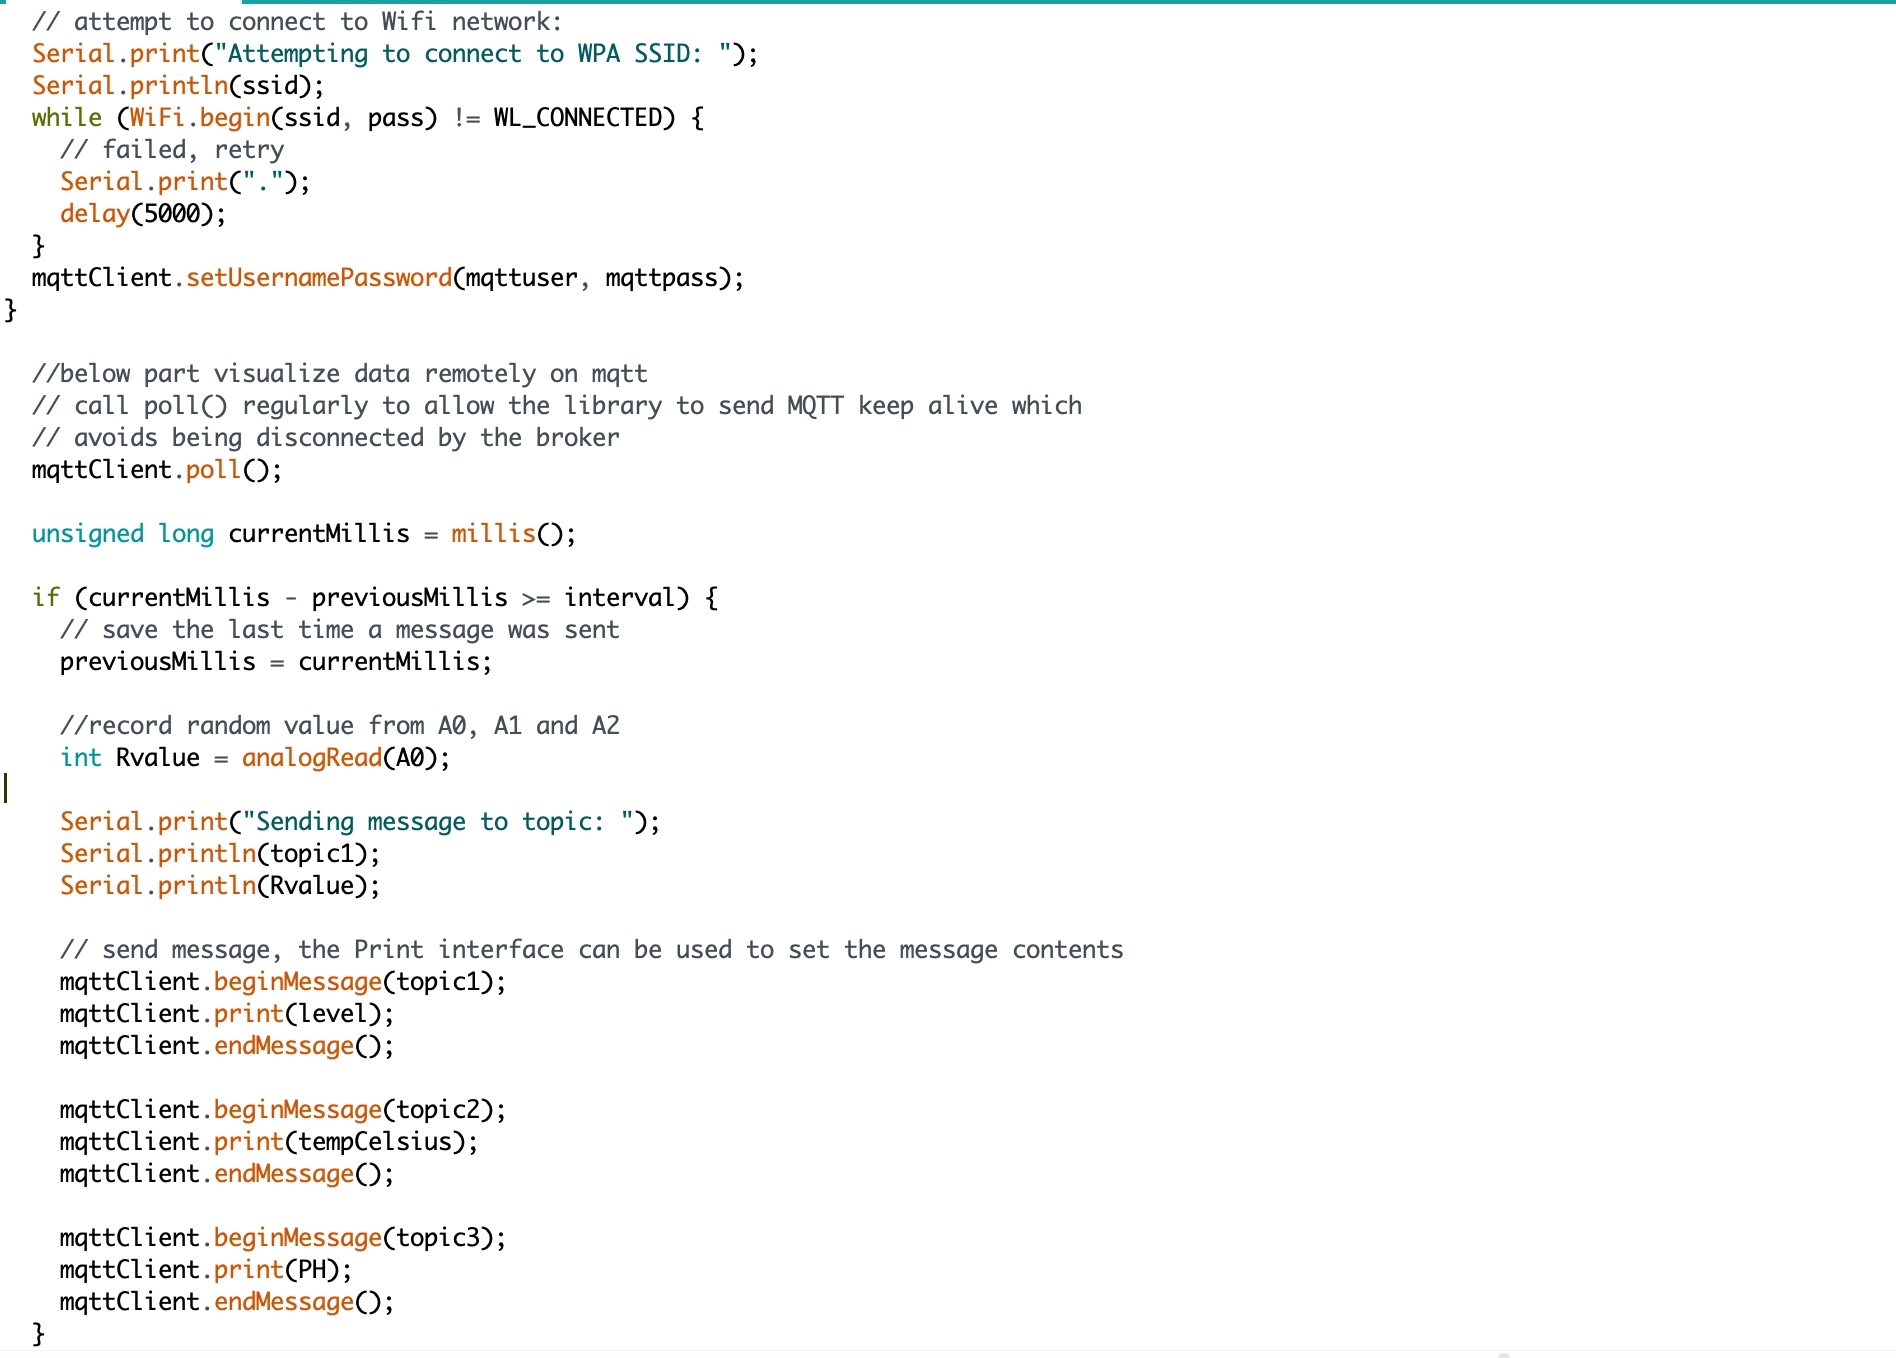 // attempt to connect to Wifi network:
Serial.print("Attempting to connect to WPA SSID: ");
Serial.println(ssid);
while (WiFi.begin(ssid, pass) != WL_CONNECTED) {
// failed, retry
Serial.print(".");
delay(5000);
}
mqttClient.setUsernamePassword(mqttuser, mqttpass);
}
//below part visualize data remotely on mqtt
// call poll() regularly to allow the library to send MQTT keep alive which
// avoids being disconnected by the broker
mqttClient.poll();
unsigned long currentMillis = millis();
if (currentMillis - previousMillis >= interval) {
// save the last time a message was sent
previousMillis = currentMillis;
//record random value from A0, A1 and A2
int Rvalue = analogRead(A0);
Serial.print("Sending message to topic: ");
Serial.println(topic1);
Serial.println(Rvalue);
// send message, the Print interface can be used to set the message contents
mqttClient.beginMessage(topic1);
mqttClient.print(level);
mqttClient.endMessage();
mqttClient.beginMessage(topic2);
mqttClient.print(tempCelsius);
mqttClient.endMessage();
mqttClient.beginMessage(topic3);
mqttClient.print(PH);
mqttClient.endMessage();
}